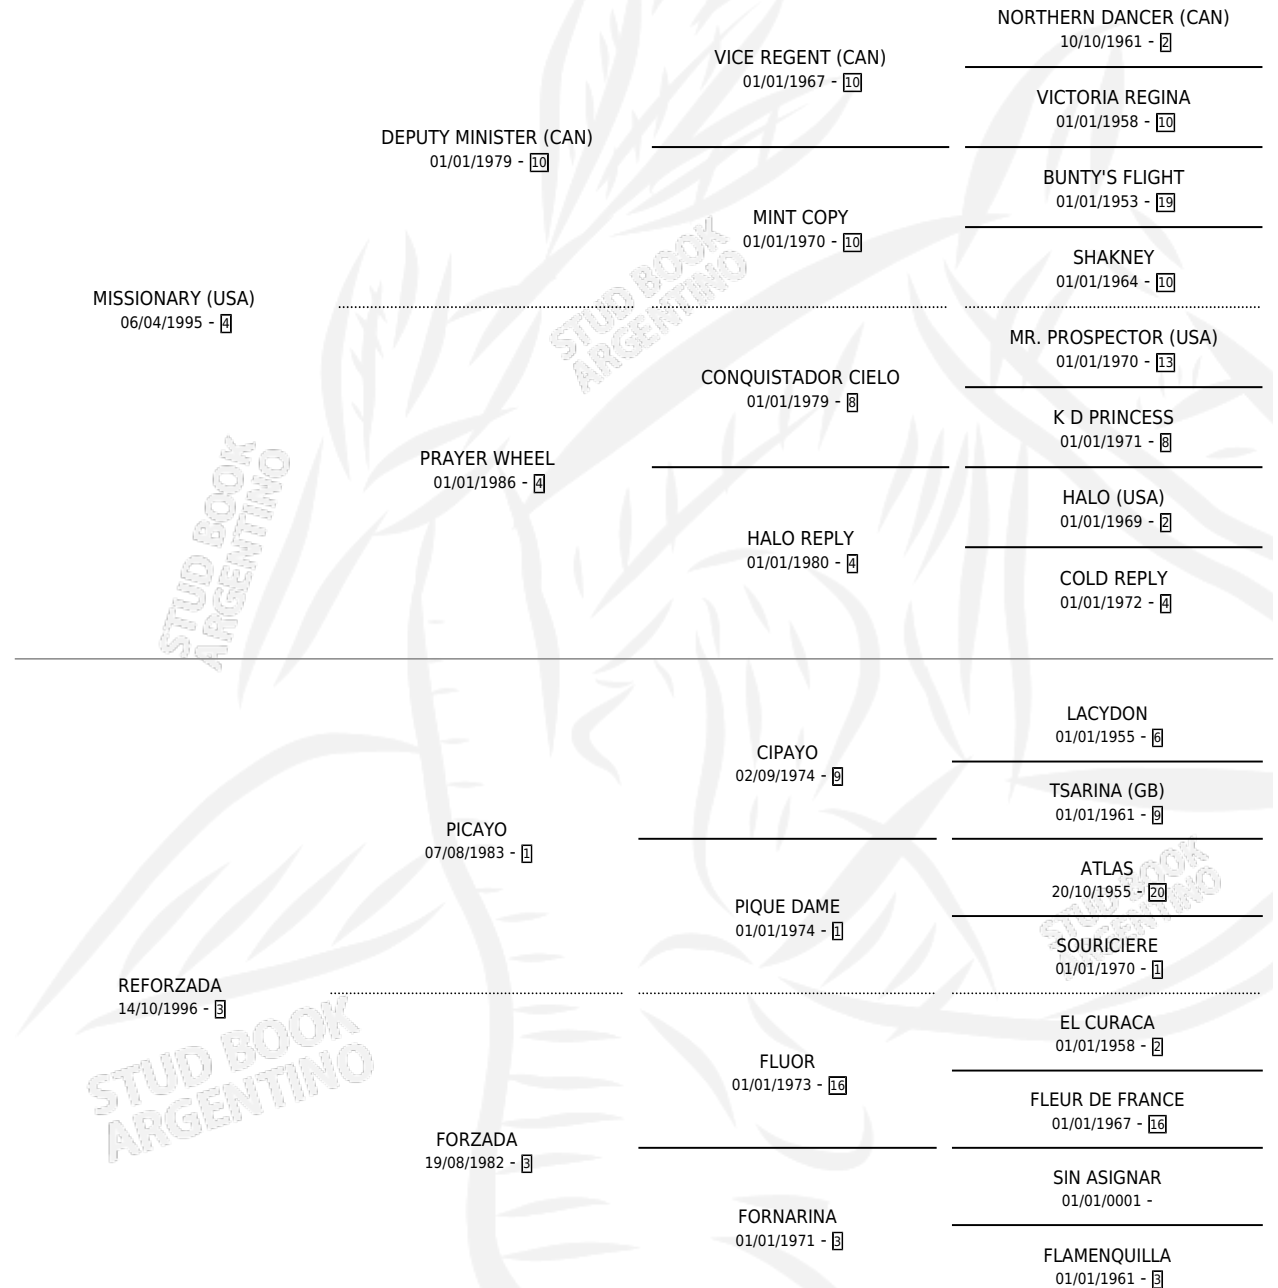 NORTHERN DANCER (CAN)
10/10/1961 - 2
VICE REGENT (CAN)
01/01/1967 - 10
VICTORIA REGINA
01/01/1958 - 10
DEPUTY MINISTER (CAN)
01/01/1979 - 10
BUNTY'S FLIGHT
01/01/1953 - 19
MINT COPY
01/01/1970 - 10
SHAKNEY
01/01/1964 - 10
MISSIONARY (USA)
06/04/1995 - 4
MR. PROSPECTOR (USA)
01/01/1970 - 13
CONQUISTADOR CIELO
01/01/1979 - 8
K D PRINCESS
01/01/1971 - 8
PRAYER WHEEL
01/01/1986 - 4
HALO (USA)
01/01/1969 - 2
HALO REPLY
01/01/1980 - 4
COLD REPLY
01/01/1972 - 4
LACYDON
01/01/1955 - 6
CIPAYO
02/09/1974 - 9
TSARINA (GB)
01/01/1961 - 9
PICAYO
07/08/1983 - 1
ATLAS
20/10/1955 - 20
PIQUE DAME
01/01/1974 - 1
SOURICIERE
01/01/1970 - 1
REFORZADA
14/10/1996 - 3
EL CURACA
01/01/1958 - 2
FLUOR
01/01/1973 - 16
FLEUR DE FRANCE
01/01/1967 - 16
FORZADA
19/08/1982 - 3
SIN ASIGNAR
01/01/0001 -
FORNARINA
01/01/1971 - 3
FLAMENQUILLA
01/01/1961 - 3
STUD BOOK
ARGENTINO
STUD BOOK
ARGENTINO
STUD BOOK
ARGENTINO
STUD BOOK
ARGENTINO